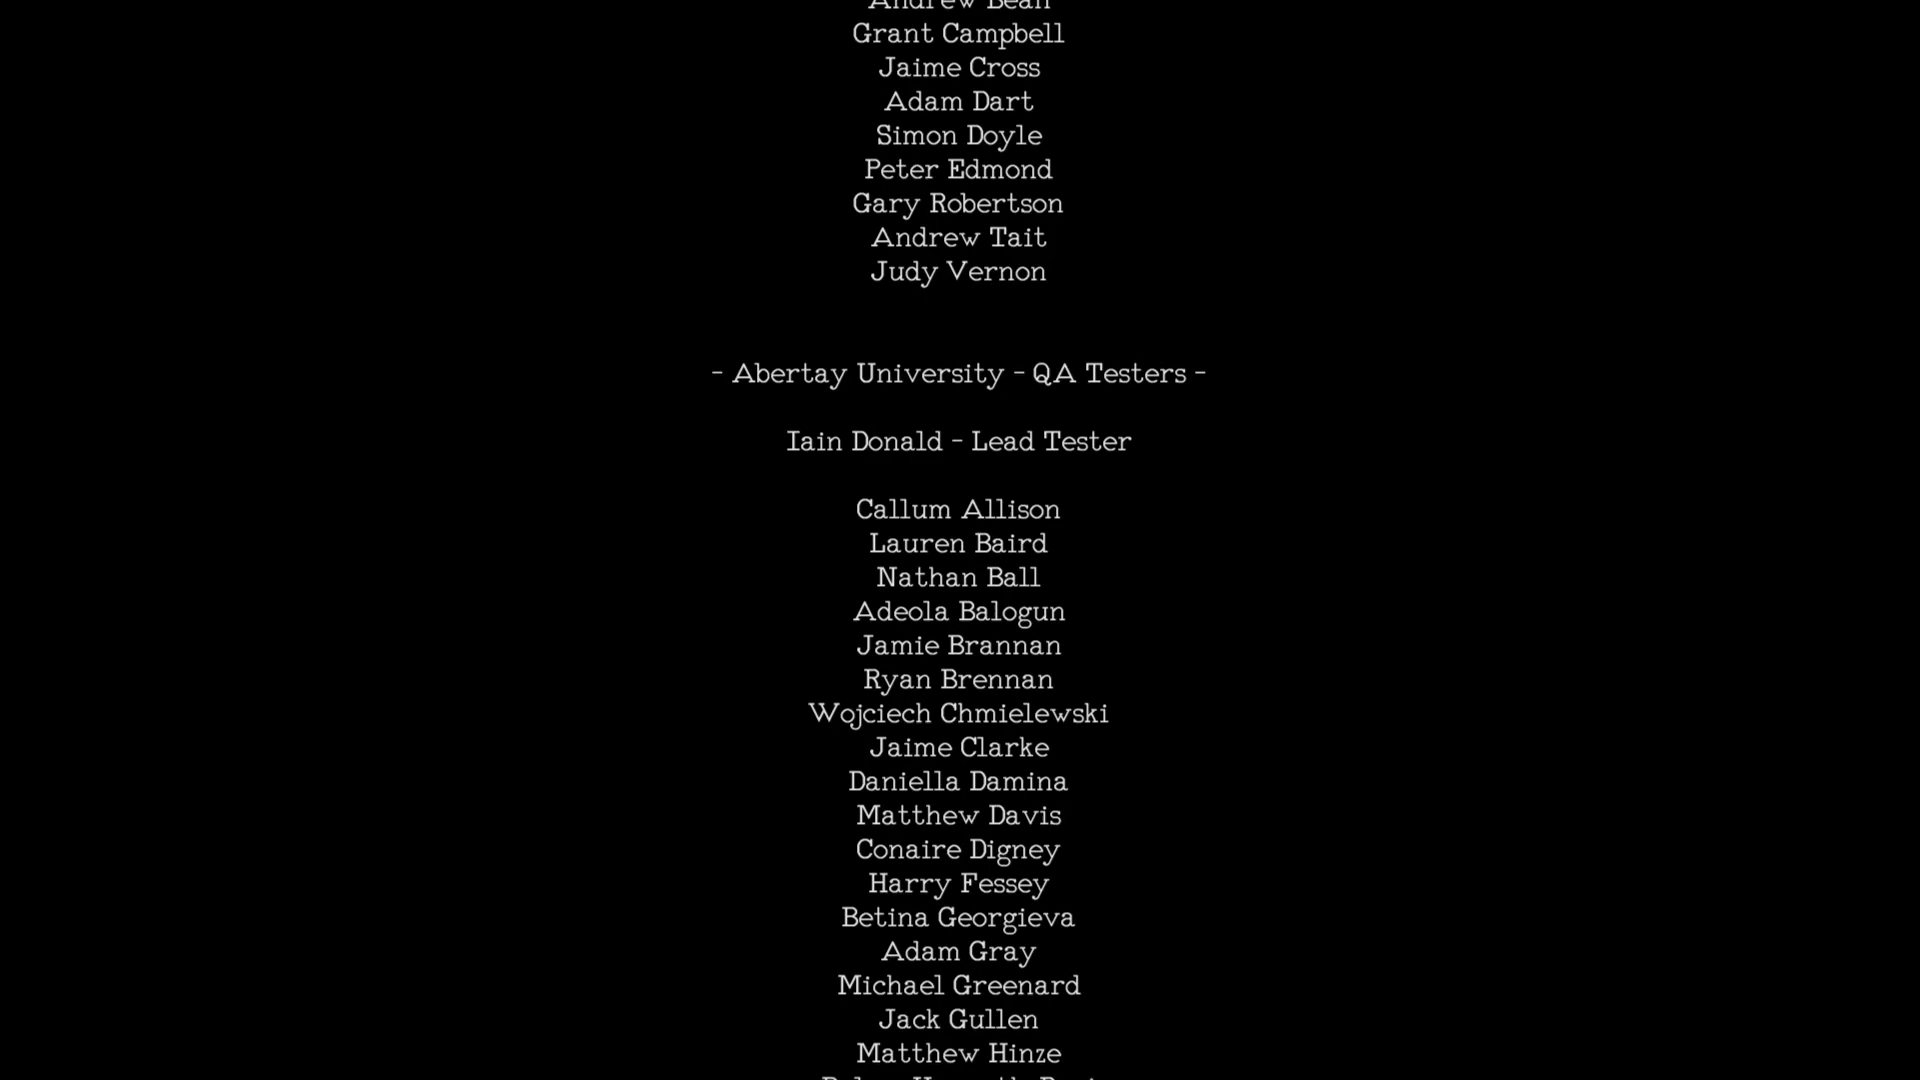 Andrew Bean
Grant Campbell
Jaime Cross
Adam Dart
Simon Doyle
Peter Edmond
Gary Robertson
Andrew Tait
Judy Vernon
- Abertay University - QA Testers -
Iain Donald - Lead Tester
Callum Allison
Lauren Baird
Nathan Ball
Adeola Balogun
Jamie Brannan
Ryan Brennan
Wojciech Chmielewski
Jaime Clarke
Daniella Damina
Matthew Davis
Conaire Digney
Harry Fessey
Betina Georgieva
Adam Gray
Michael Greenard
Jack Gullen
Matthew Hinze